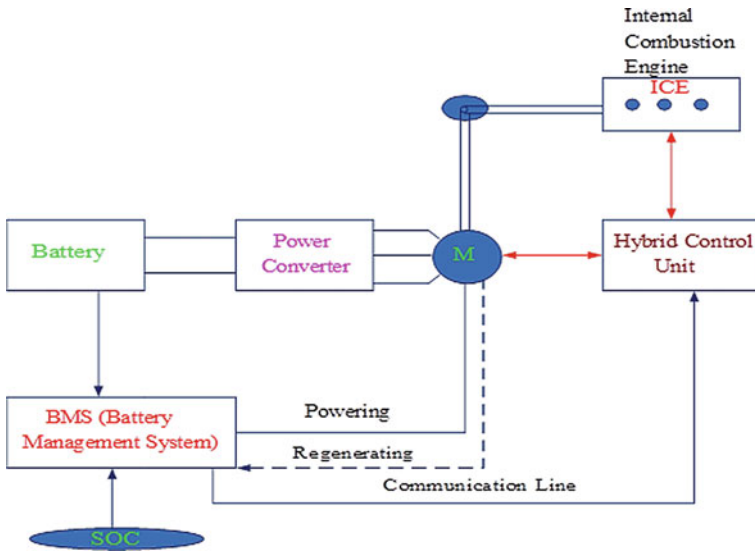 Internal
Combustion
Engine
ICE
Battery
Power
Converter
M
Hybrid Control
Unit
BMS (Battery
Management System)
Powering
Regenerating
Communication Line
SOC